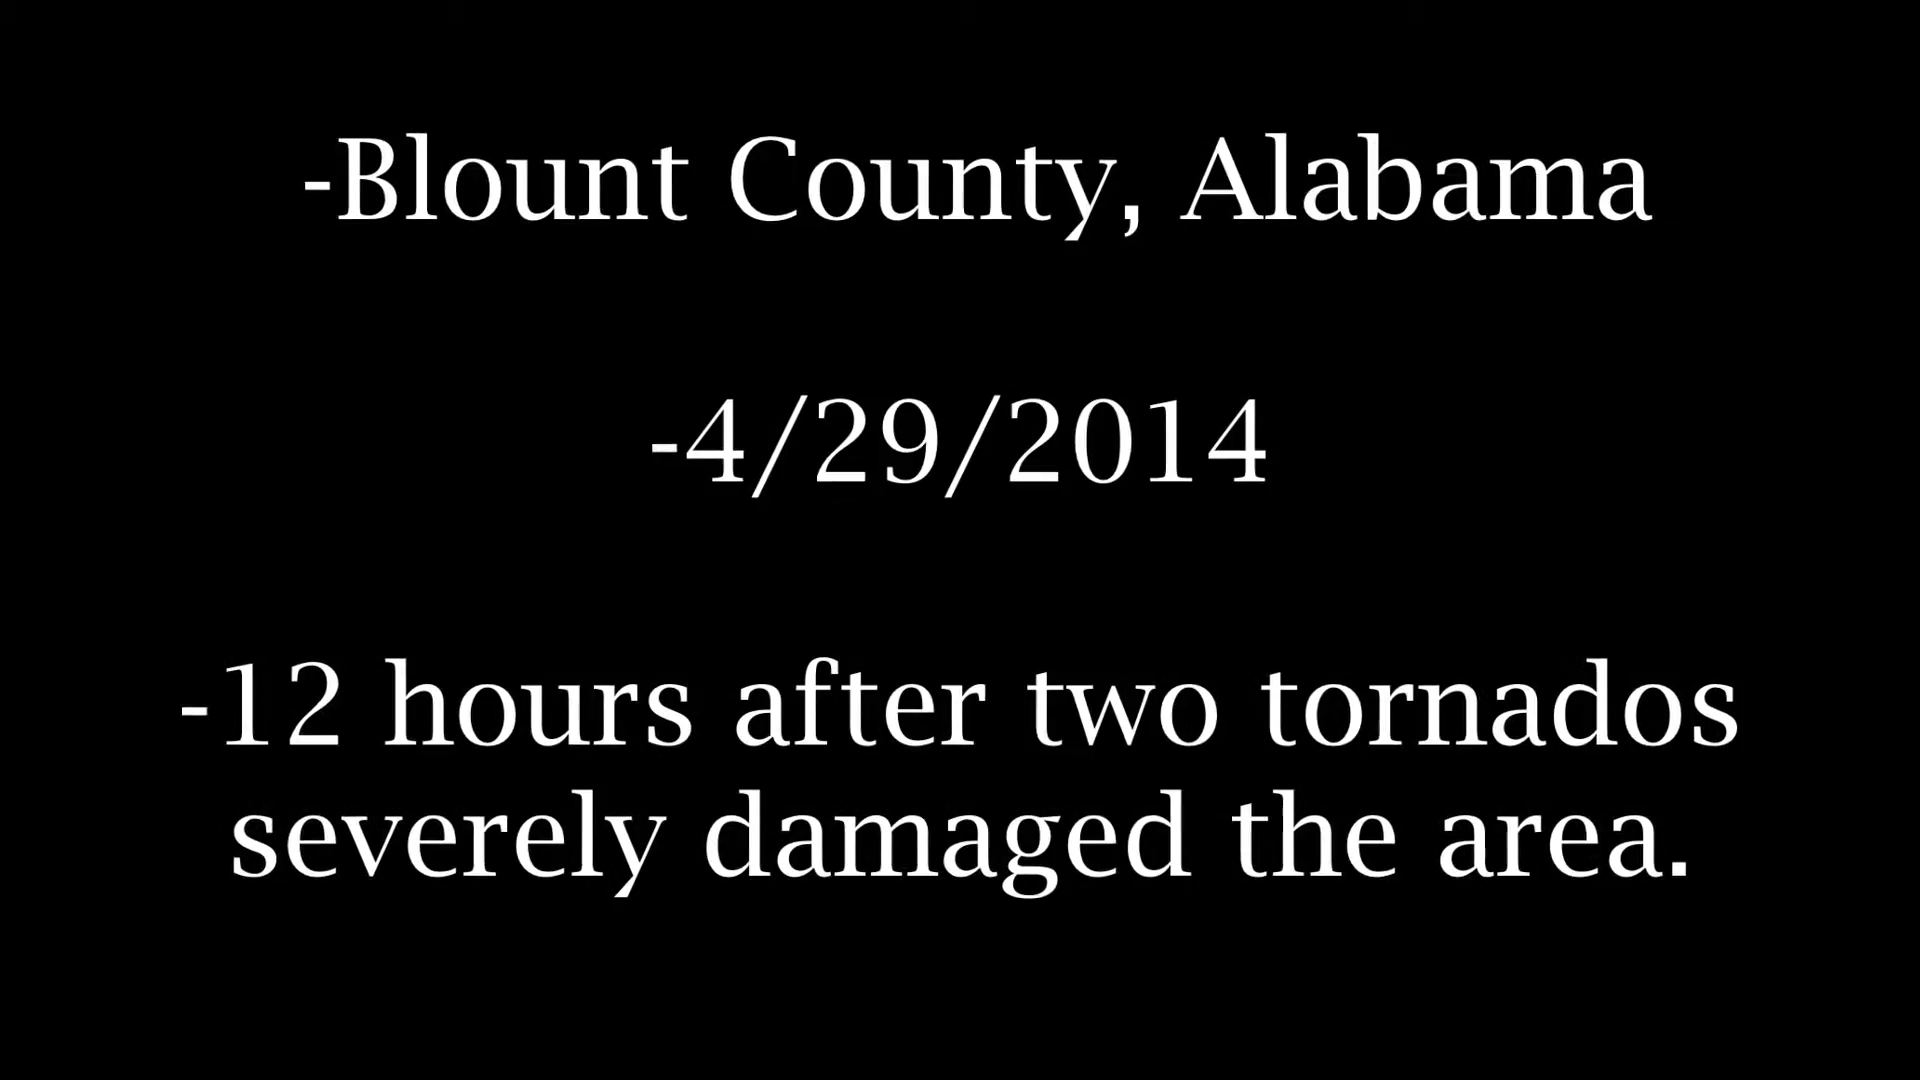 -Blount County, Alabama
-4/29/2014
-12 hours after two tornados
severely damaged the area.